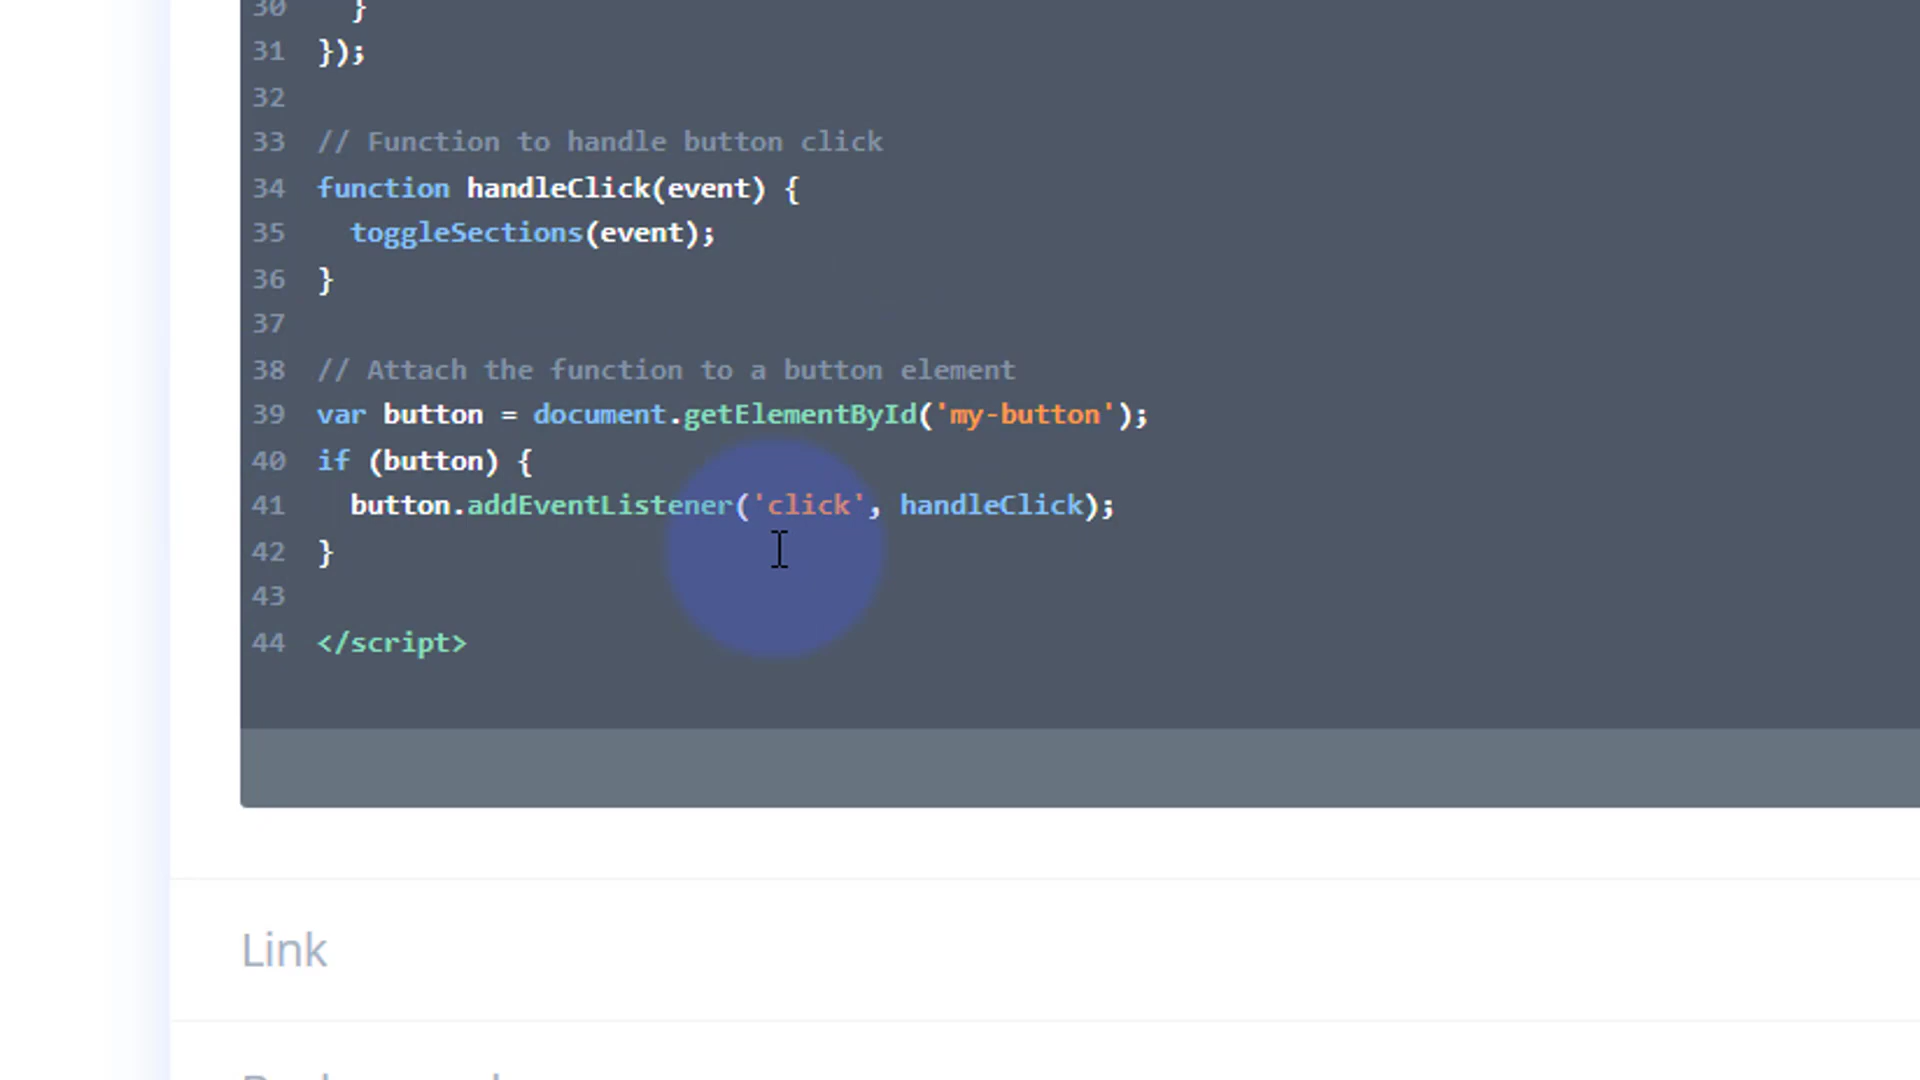 30 }
31 });
32
33 // Function to handle button click
34 function handleClick(event) {
35 toggleSections(event);
36 }
37
38 // Attach the function to a button element
39 var button = document.getElementById('my-button');
40 if (button) {
41 button.addEventListener('click', handleClick);
42 }
43
44 </script>
Link